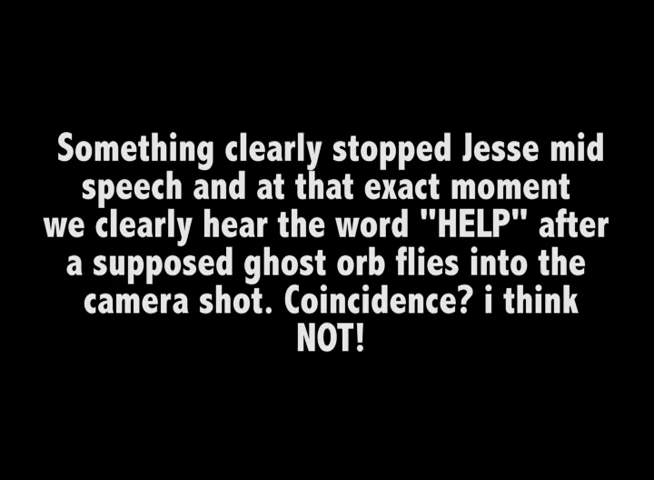 Something clearly stopped Jesse mid
speech and at that exact moment
we clearly hear the word "HELP" after
a supposed ghost orb flies into the
camera shot. Coincidence? i think
NOT!